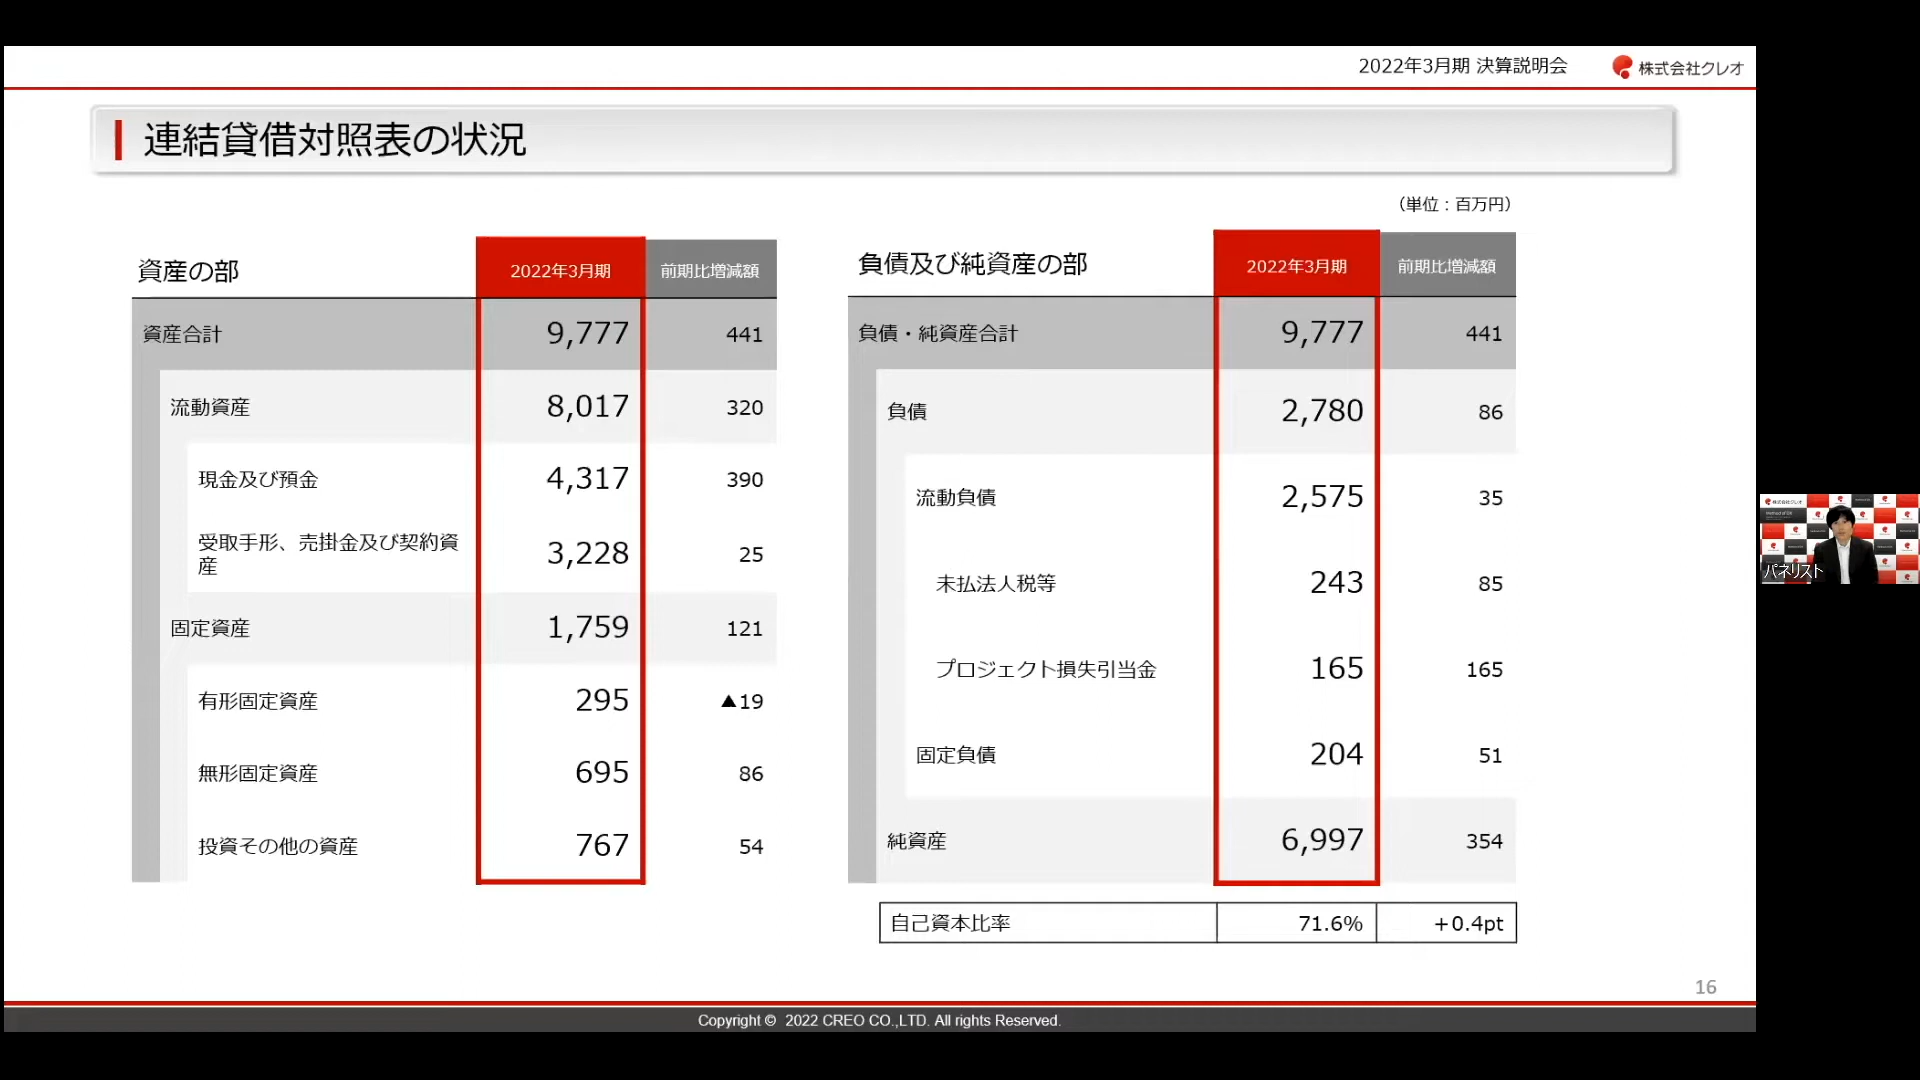 2022年3月期 決算説明会
株式会社クレオ
連結貸借対照表の状況
（単位：百万円）
資産の部 2022年3月期 前期比増減額
資産合計 9,777 441
流動資産 8,017 320
現金及び預金 4,317 390
受取手形、売掛金及び契約資
産 3,228 25
固定資産 1,759 121
有形固定資産 295 ▲19
無形固定資産 695 86
投資その他の資産 767 54
負債及び純資産の部 2022年3月期 前期比増減額
負債・純資産合計 9,777 441
負債 2,780 86
流動負債 2,575 35
未払法人税等 243 85
プロジェクト損失引当金 165 165
固定負債 204 51
純資産 6,997 354
自己資本比率 71.6% +0.4pt
16
Copyright © 2022 CREO CO.,LTD. All rights Reserved.
株式会社クレオ
パネリスト